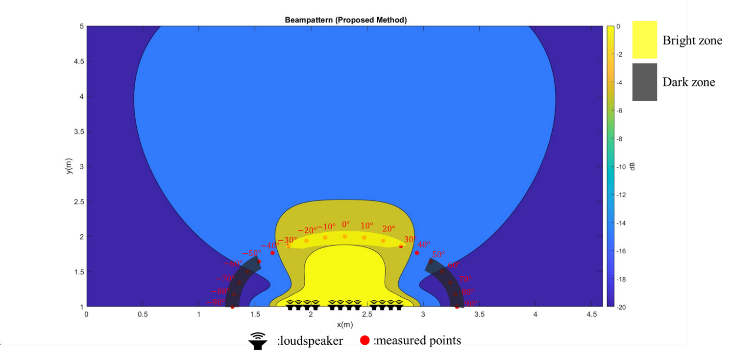 Beampattern (Proposed Method)
5
4.5
4
3.5
3
2.5
2
1.5
1
y(m)
0 0.5 1 1.5 2 2.5 3 3.5 4 4.5
x(m)
-50° -40° -30° -20° -10° 0° 10° 20° 30° 40° 50°
0
-2
-4
-6
-8
-10
-12
-14
-16
-18
-20
dB
Bright zone
Dark zone
:loudspeaker
:measured points